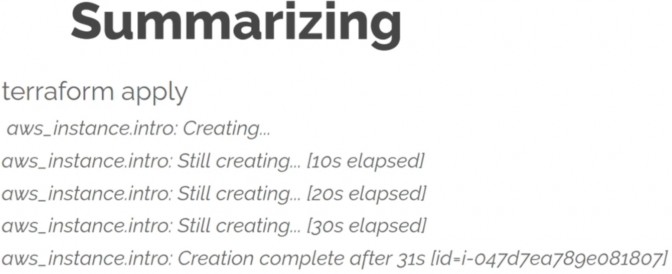 Summarizing
terraform apply
aws_instance.intro: Creating...
aws_instance.intro: Still creating... [10s elapsed]
aws_instance.intro: Still creating... [20s elapsed]
aws_instance.intro: Still creating... [30s elapsed]
aws_instance.intro: Creation complete after 31s [id=i-047d7ea789e081807]